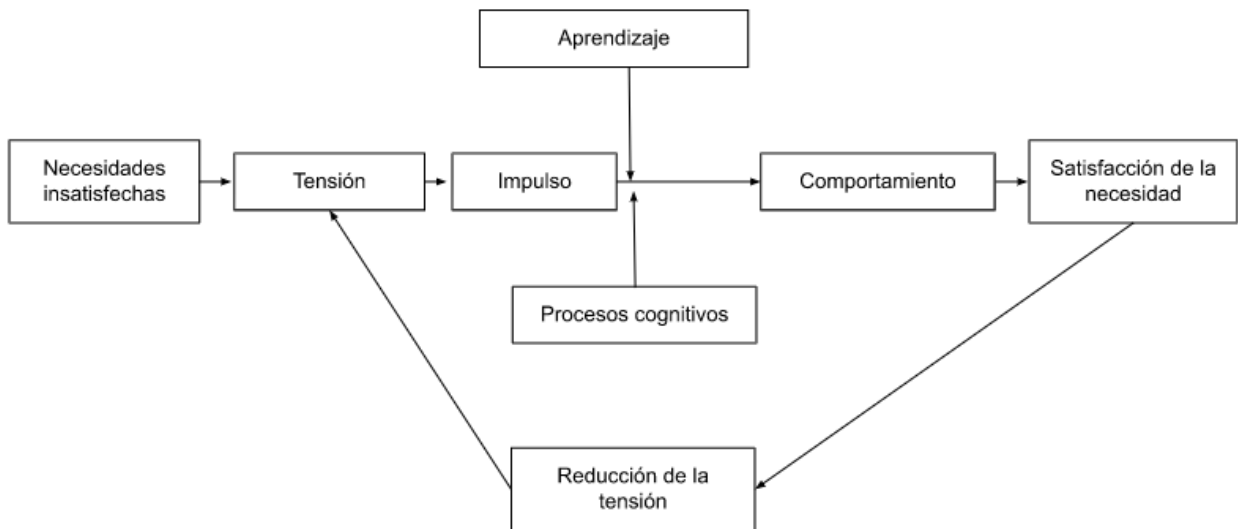 Aprendizaje
Necesidades
insatisfechas
Tensión
Impulso
Comportamiento
Satisfacción de la
necesidad
Procesos cognitivos
Reducción de la
tensión